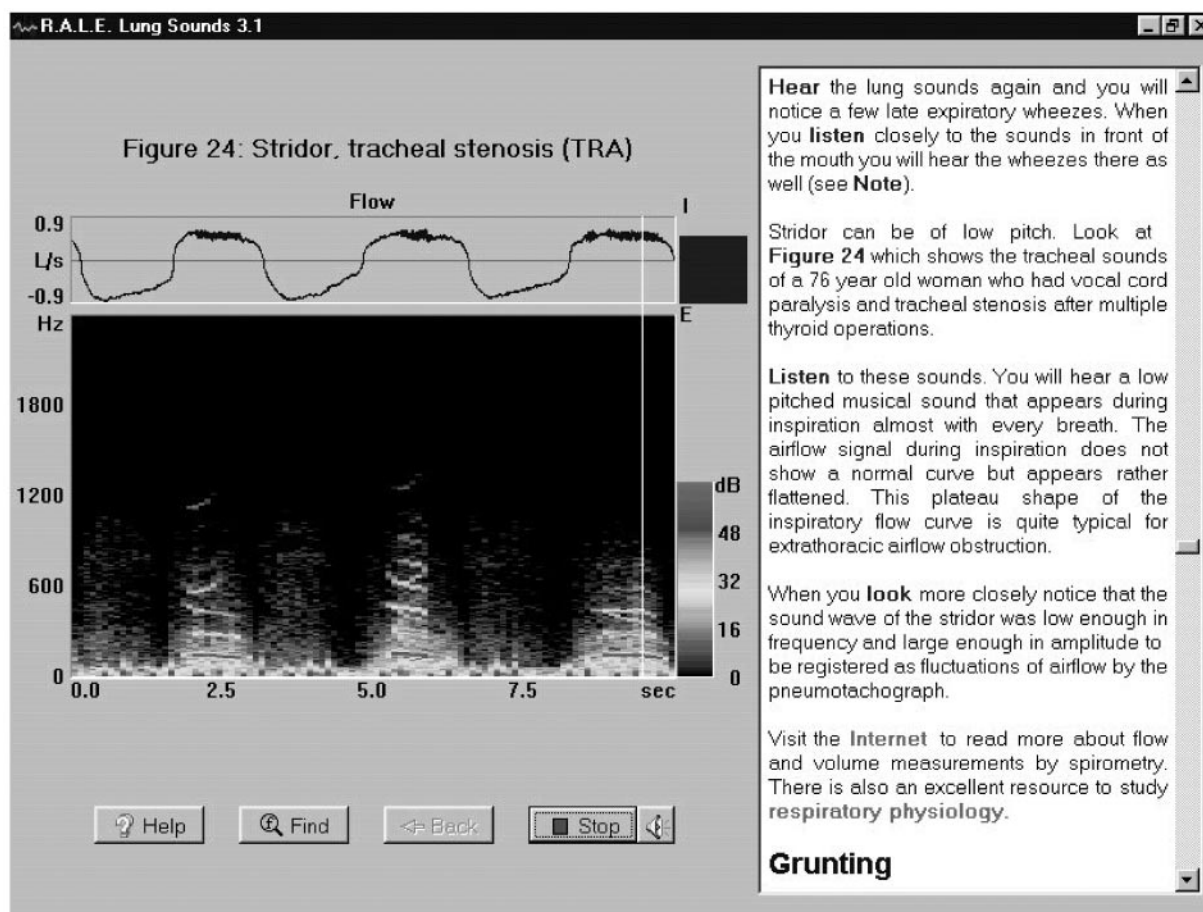 R.A.L.E. Lung Sounds 3.1
Figure 24: Stridor, tracheal stenosis (TRA)
Flow
I
0.9
L/s
-0.9
E
Hz
1800
1200
600
0
0.0 2.5 5.0 7.5 sec
dB
48
32
16
0
Help
Find
Back
Stop
Hear the lung sounds again and you will
notice a few late expiratory wheezes. When
you listen closely to the sounds in front of
the mouth you will hear the wheezes there as
well (see Note).
Stridor can be of low pitch. Look at
Figure 24 which shows the tracheal sounds
of a 76 year old woman who had vocal cord
paralysis and tracheal stenosis after multiple
thyroid operations.
Listen to these sounds. You will hear a low
pitched musical sound that appears during
inspiration almost with every breath. The
airflow signal during inspiration does not
show a normal curve but appears rather
flattened. This plateau shape of the
inspiratory flow curve is quite typical for
extrathoracic airflow obstruction.
When you look more closely notice that the
sound wave of the stridor was low enough in
frequency and large enough in amplitude to
be registered as fluctuations of airflow by the
pneumotachograph.
Visit the Internet to read more about flow
and volume measurements by spirometry.
There is also an excellent resource to study
respiratory physiology.
Grunting